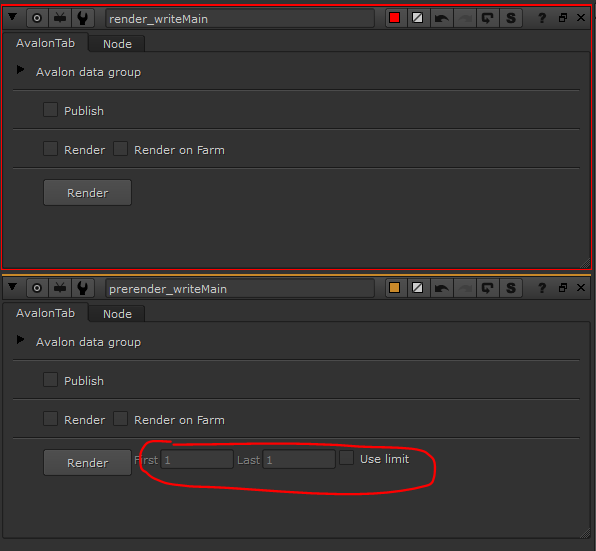 render_writeMain S ?
AvalonTab Node
Avalon data group
Publish
Render Render on Farm
Render
prerender_writeMain S ?
AvalonTab Node
Avalon data group
Publish
Render Render on Farm
Render First 1 Last 1 Use limit